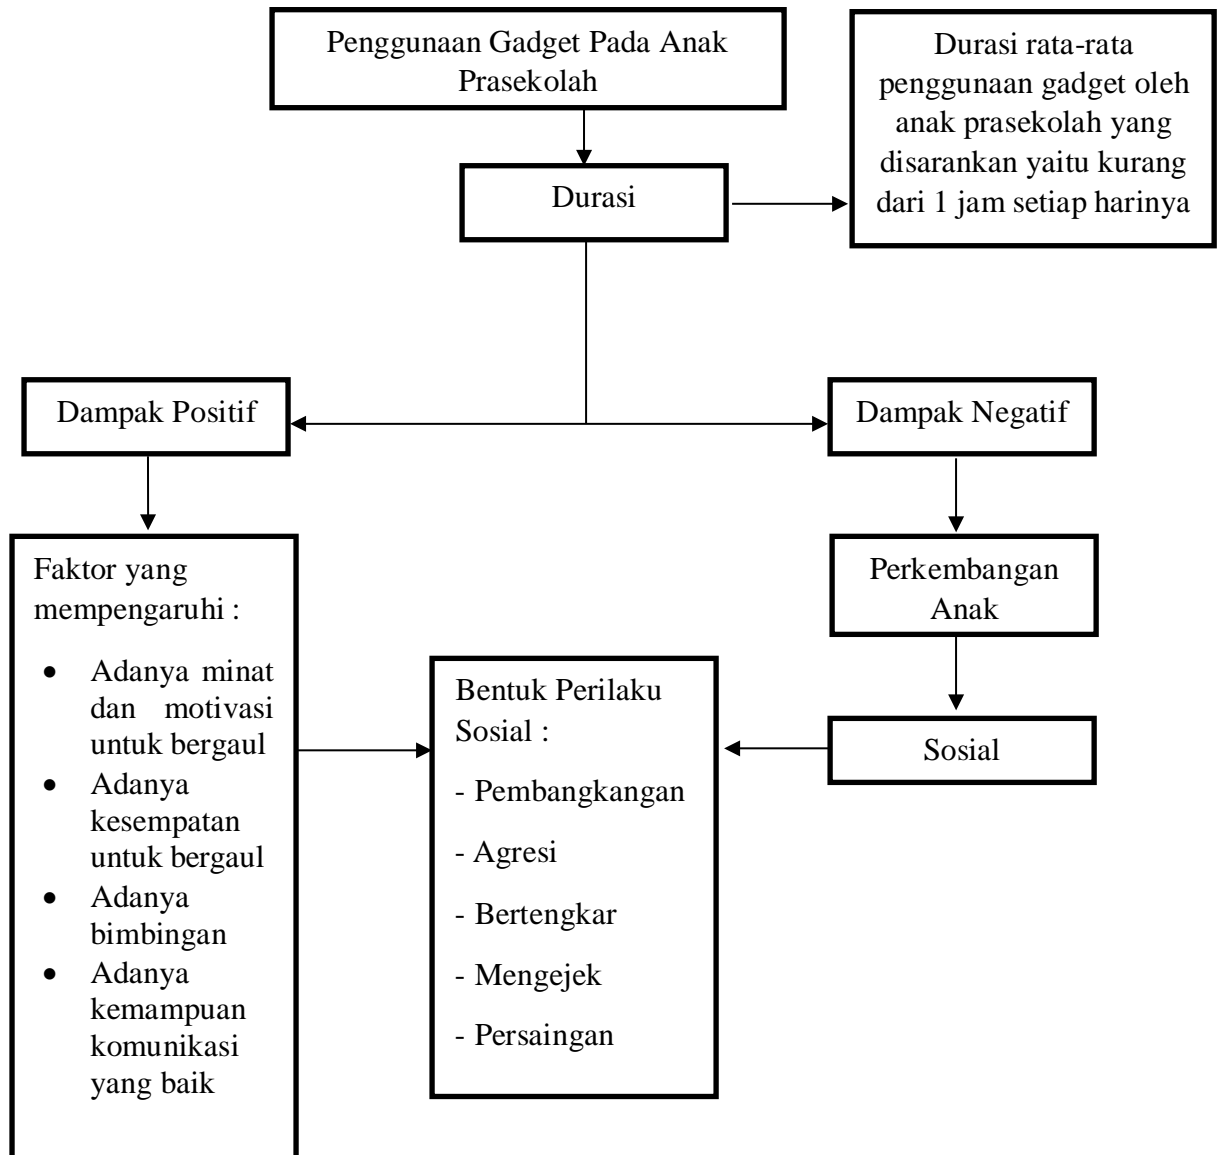 Penggunaan Gadget Pada Anak
Prasekolah
Durasi rata-rata
penggunaan gadget oleh
anak prasekolah yang
disarankan yaitu kurang
dari 1 jam setiap harinya
Durasi
Dampak Positif
Dampak Negatif
Faktor yang
mempengaruhi :
• Adanya minat
dan motivasi
untuk bergaul
• Adanya
kesempatan
untuk bergaul
• Adanya
bimbingan
• Adanya
kemampuan
komunikasi
yang baik
Perkembangan
Anak
Bentuk Perilaku
Sosial :
- Pembangkangan
- Agresi
- Bertengkar
- Mengejek
- Persaingan
Sosial